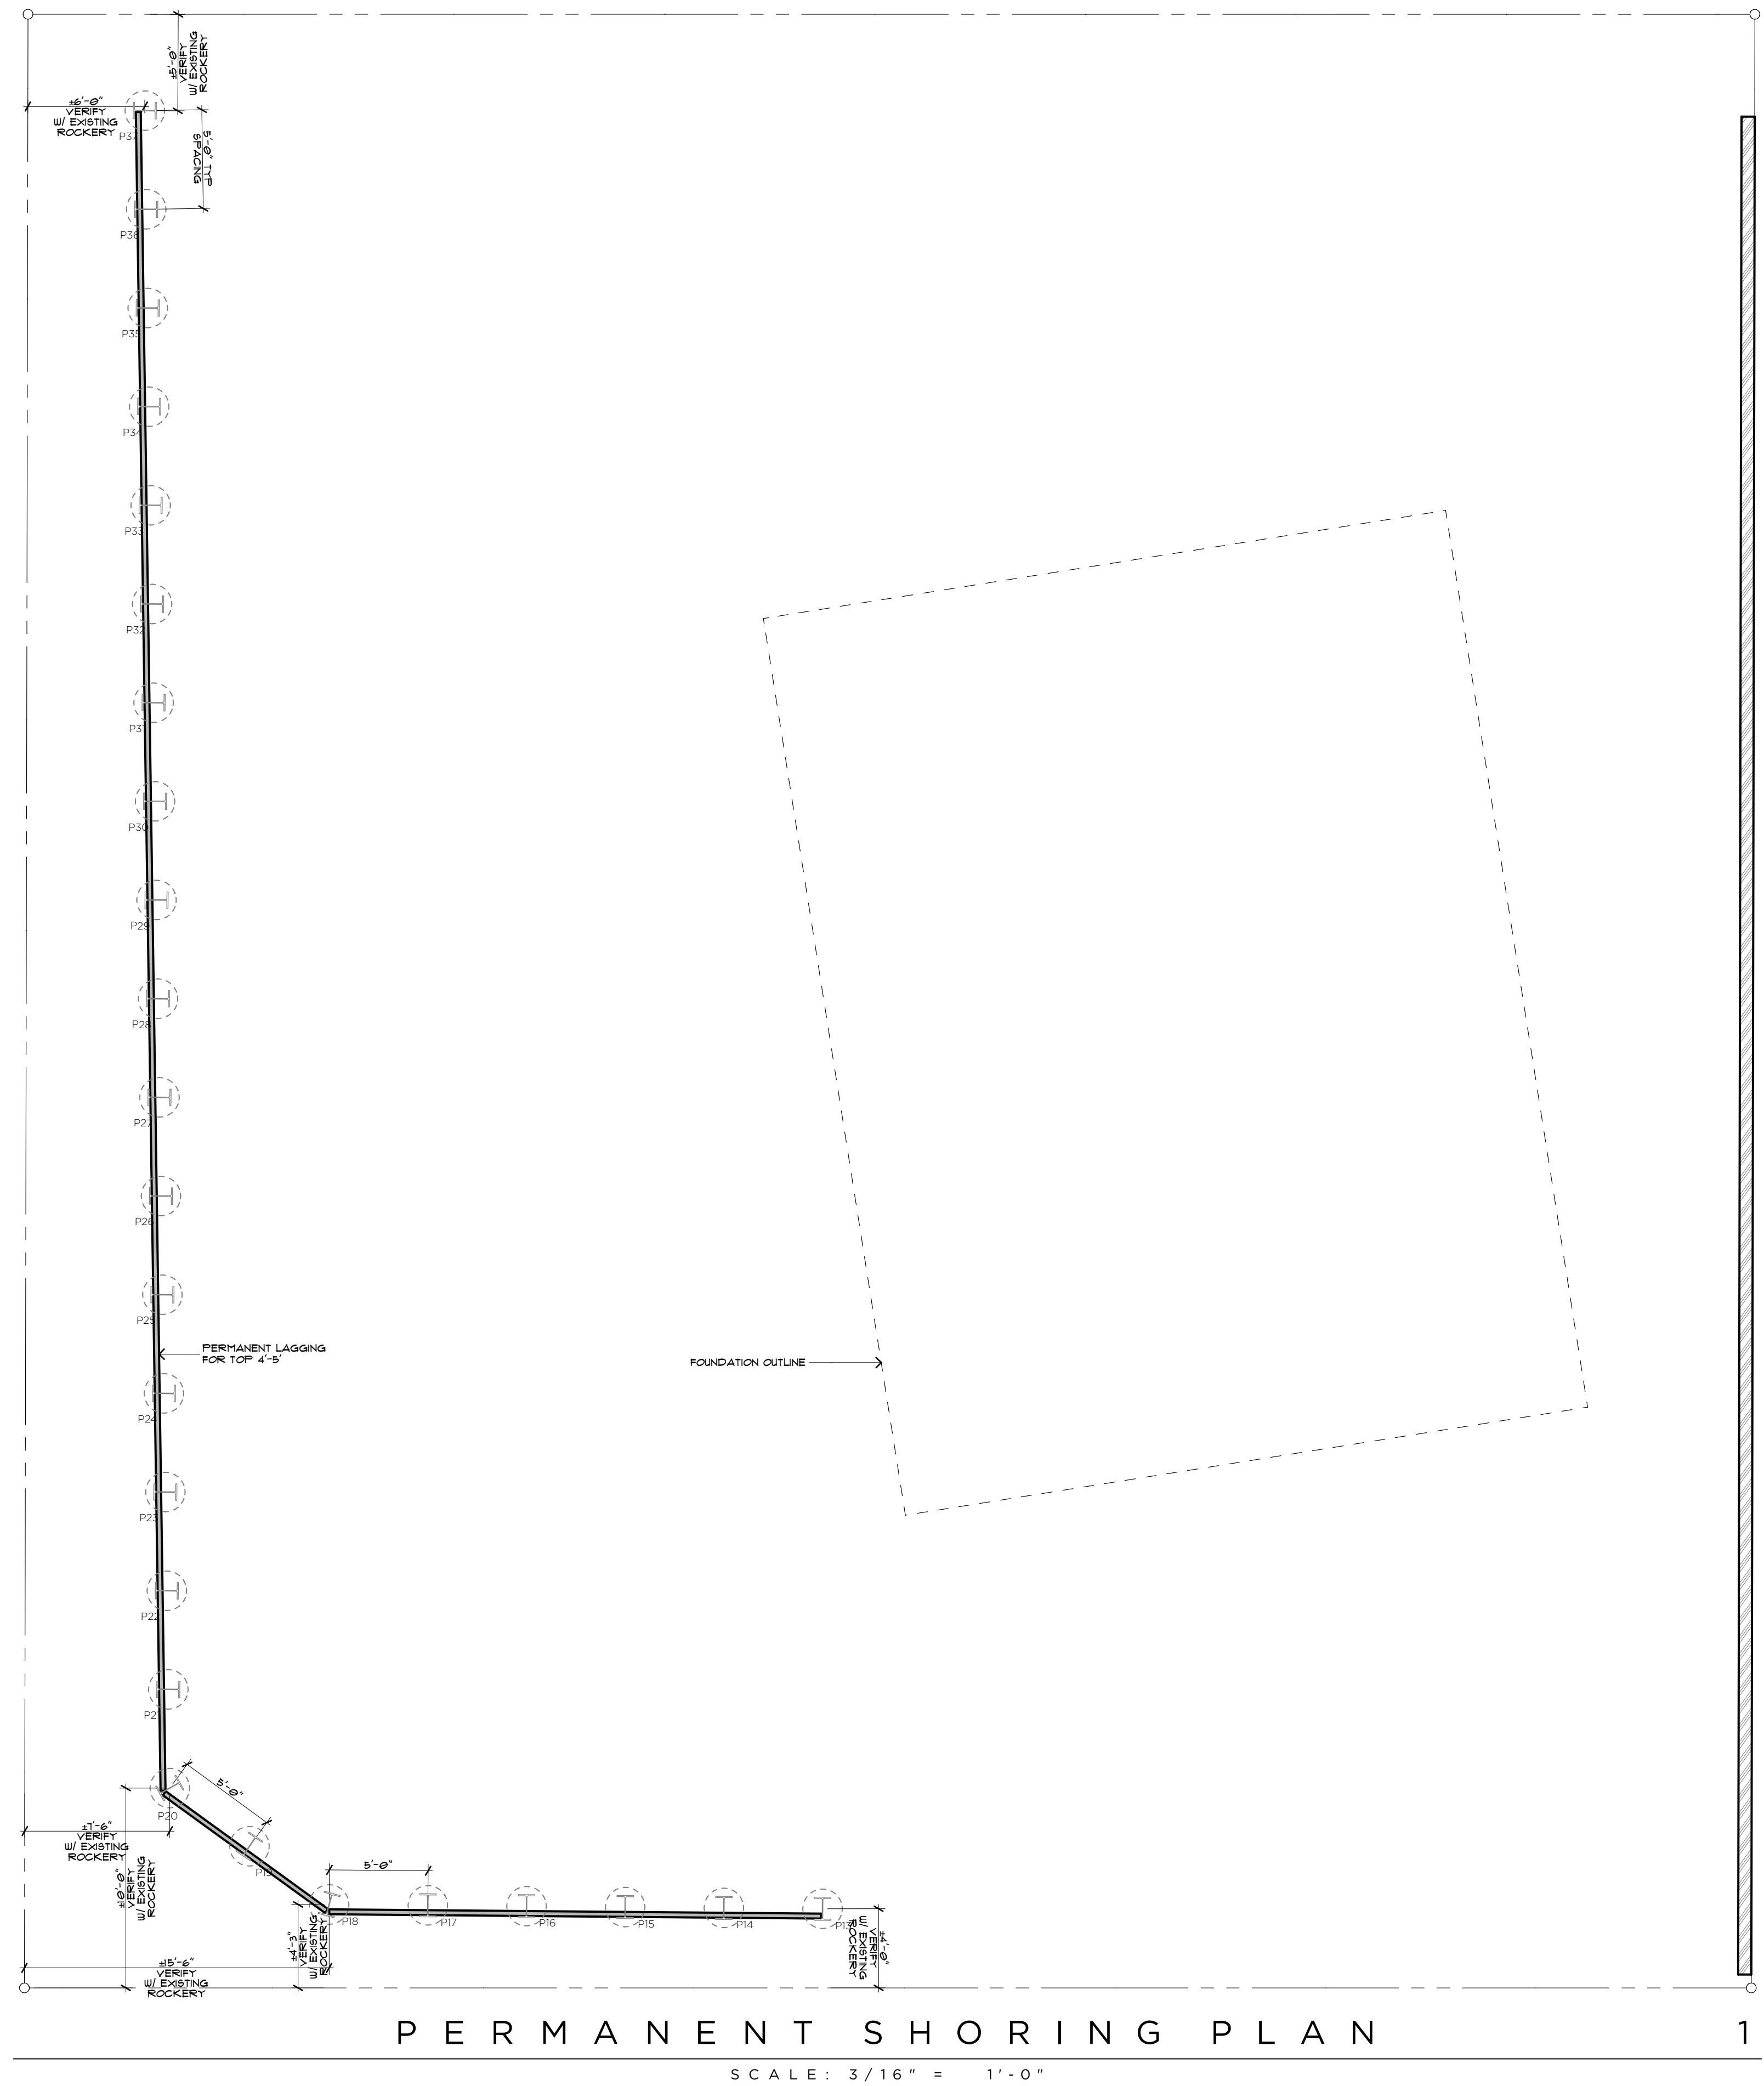 ±5'-0"
VERIFY
W/ EXISTING
ROCKERY
±6'-0"
VERIFY
W/ EXISTING
ROCKERY
P37
5'-0" TYP
SPACING
P36
P35
P34
P33
P32
P31
P30
P29
P28
P27
P26
P25
PERMANENT LAGGING
FOR TOP 4'-5'
FOUNDATION OUTLINE
P24
P23
P22
P21
5'-0"
P20
±7'-6"
VERIFY
W/ EXISTING
ROCKERY
±10'-0"
VERIFY
W/ EXISTING
ROCKERY
P19
5'-0"
P18
P17
P16
P15
P14
P13
±4'-3"
VERIFY
W/ EXISTING
ROCKERY
±4'-0"
VERIFY
W/ EXISTING
ROCKERY
±15'-6"
VERIFY
W/ EXISTING
ROCKERY
PERMANENT SHORING PLAN
1
SCALE: 3/16" = 1'-0"